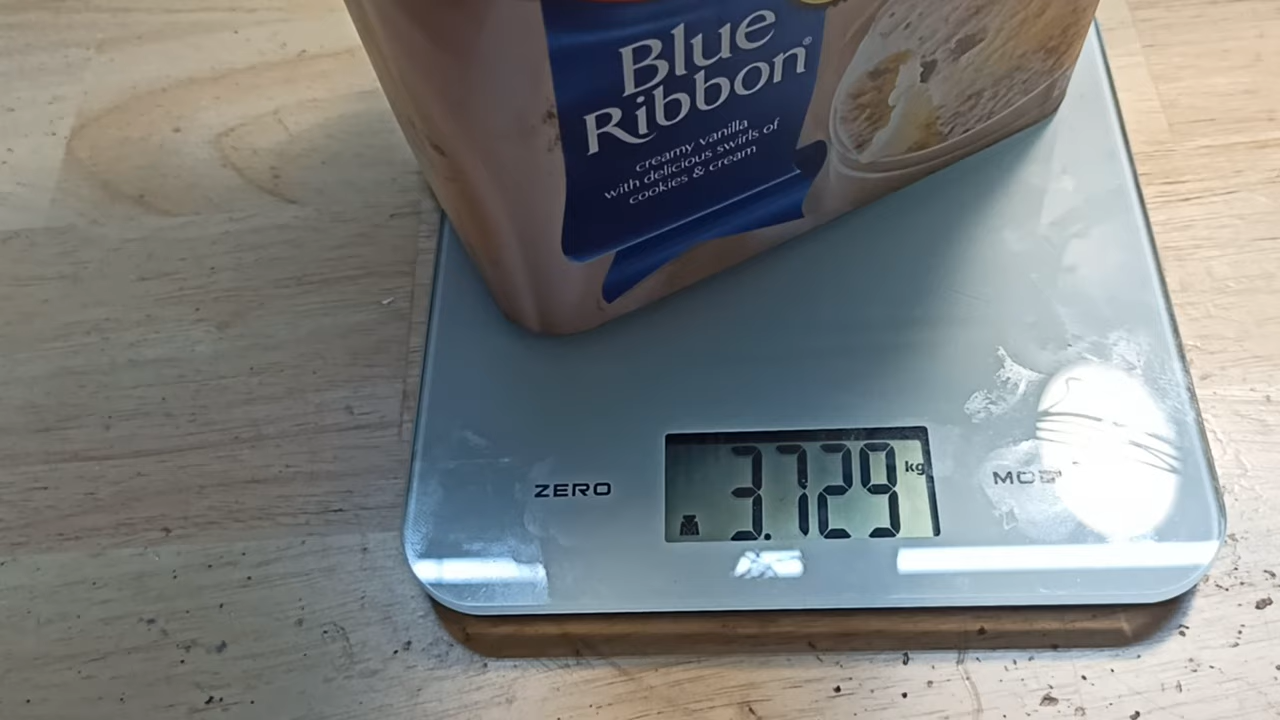 Blue
Ribbon®
creamy vanilla
with delicious swirls of
cookies & cream
3.729 kg
ZERO